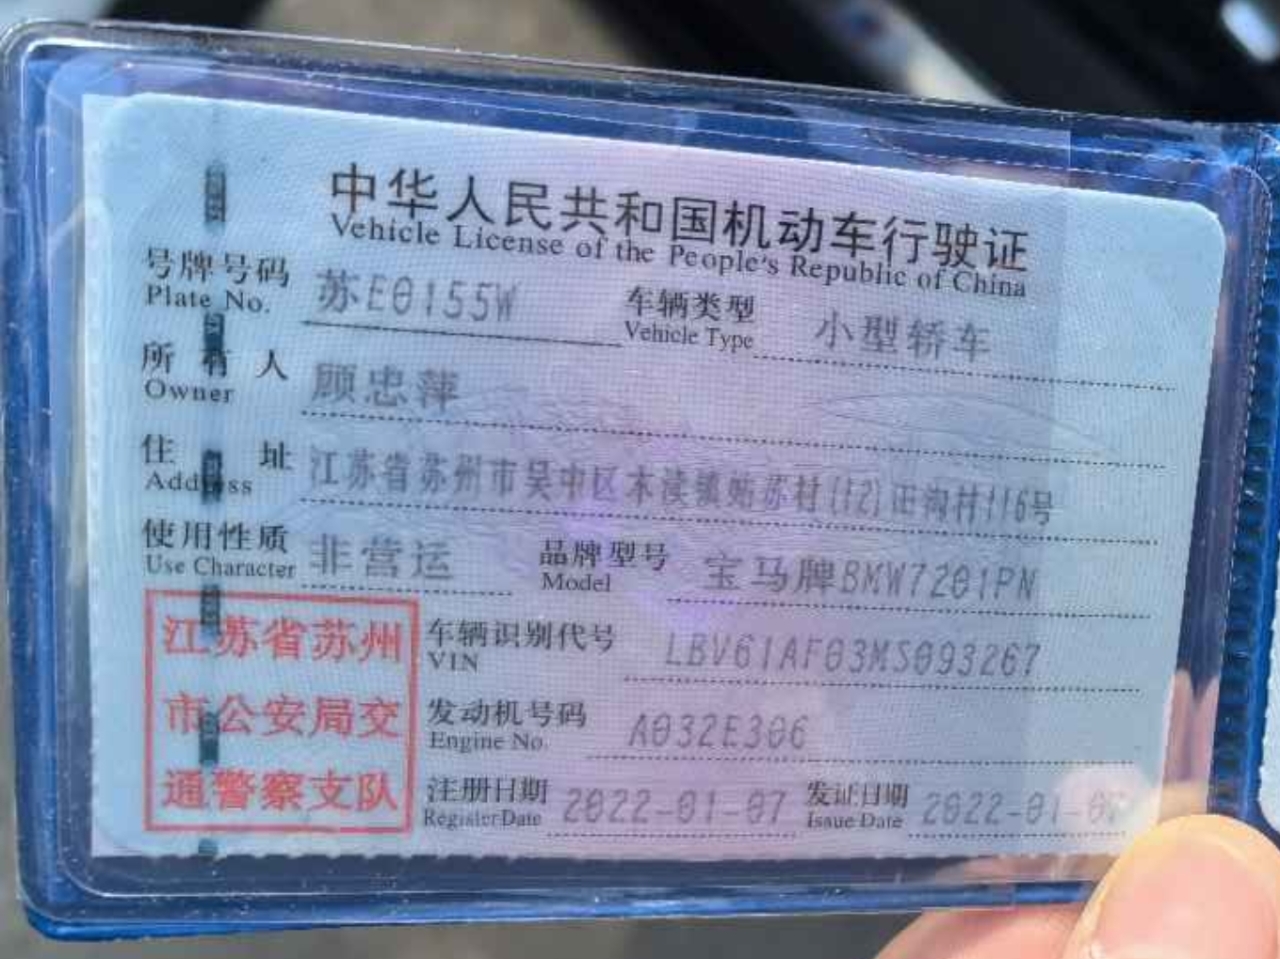 中华人民共和国机动车行驶证
Vehicle License of the People's Republic of China
号牌号码 苏E0155W 车辆类型 小型轿车
Plate No. Vehicle Type
所有人 顾忠萍
Owner
住址 江苏省苏州市吴中区木渎镇姑苏村(12)田沟村116号
Address
使用性质 非营运 品牌型号 宝马牌BMW7201PN
Use Character Model
江苏省苏州
市公安局交
通警察支队
车辆识别代号 LBV61AF03MS093267
VIN
发动机号码 A032E306
Engine No.
注册日期 2022-01-07 发证日期 2022-01-07
Register Date Issue Date